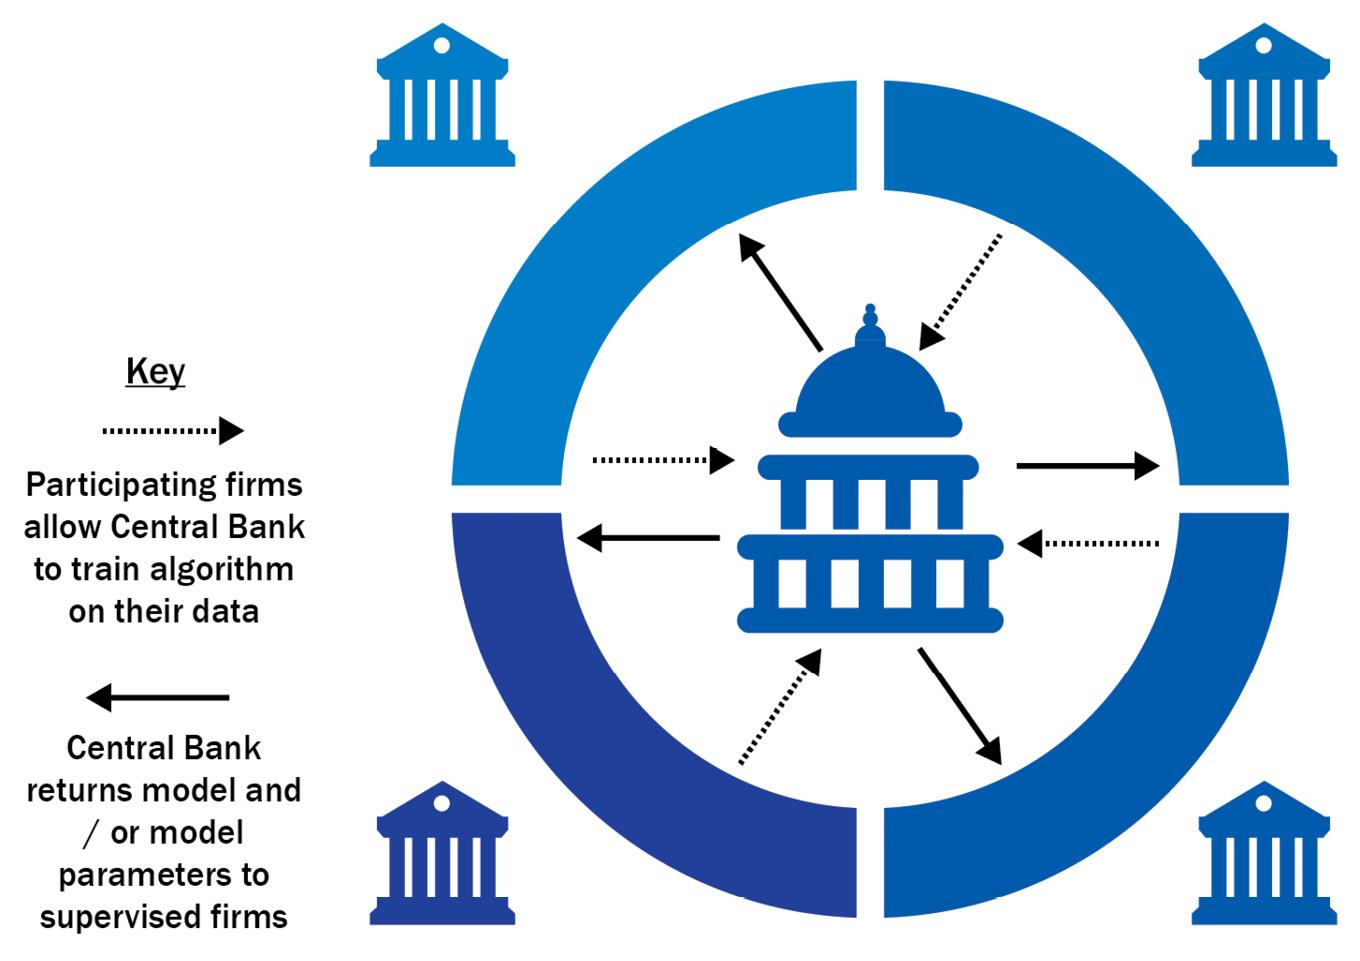 Key
Participating firms
allow Central Bank
to train algorithm
on their data
Central Bank
returns model and
/ or model
parameters to
supervised firms